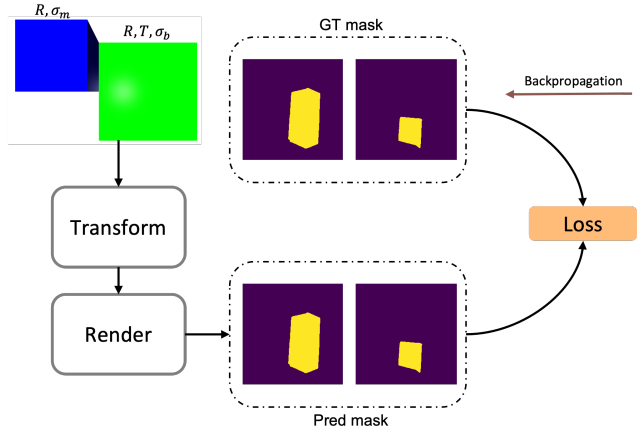 R, σ_m
R, T, σ_b
GT mask
Backpropagation
Transform
Loss
Render
Pred mask